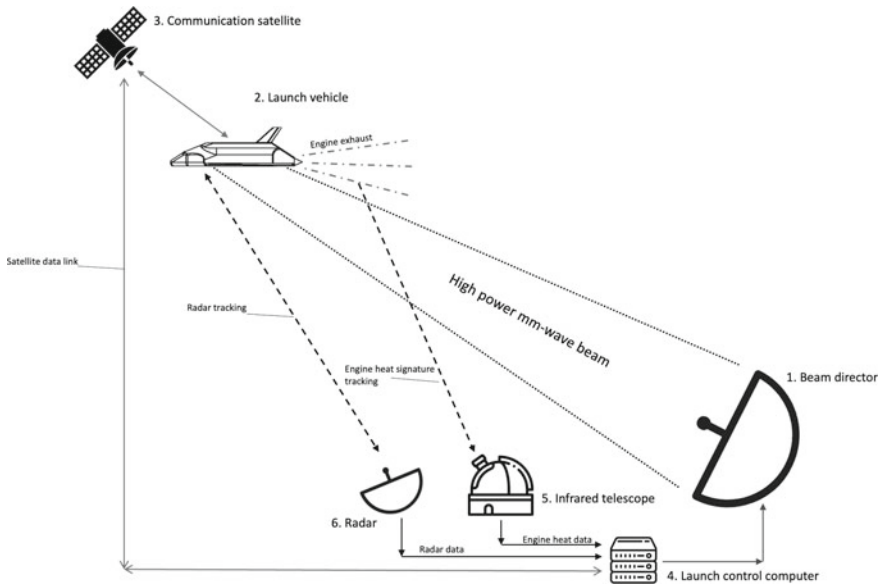 3. Communication satellite
2. Launch vehicle
Engine exhaust
Satellite data link
Radar tracking
High power mm-wave beam
Engine heat signature
tracking
1. Beam director
5. Infrared telescope
6. Radar
Engine heat data
Radar data
4. Launch control computer